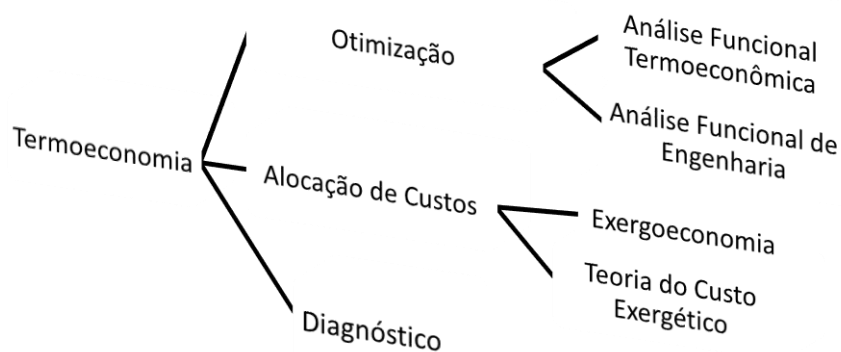 Termoeconomia
Otimização
Análise Funcional
Termoeconômica
Análise Funcional de
Engenharia
Alocação de Custos
Exergoeconomia
Teoria do Custo
Exergético
Diagnóstico